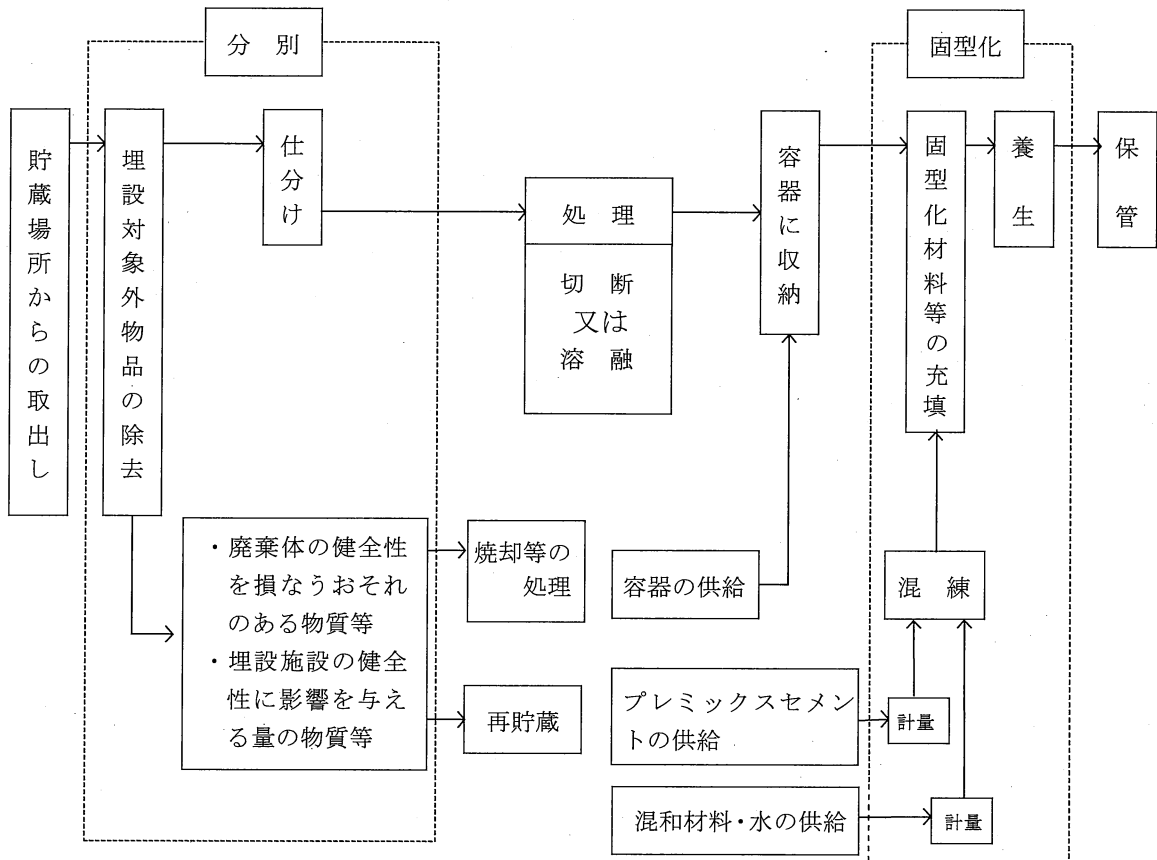 分　別
固型化
貯蔵場所からの取出し
埋設対象外物品の除去
仕分け
処　理
切　断
又は
溶　融
容器に収納
固型化材料等の充填
養生
保管
・廃棄体の健全性
を損なうおそれ
のある物質等
・埋設施設の健全
性に影響を与え
る量の物質等
焼却等の
処理
再貯蔵
容器の供給
混　練
プレミックスセメン
トの供給
計量
混和材料・水の供給
計量